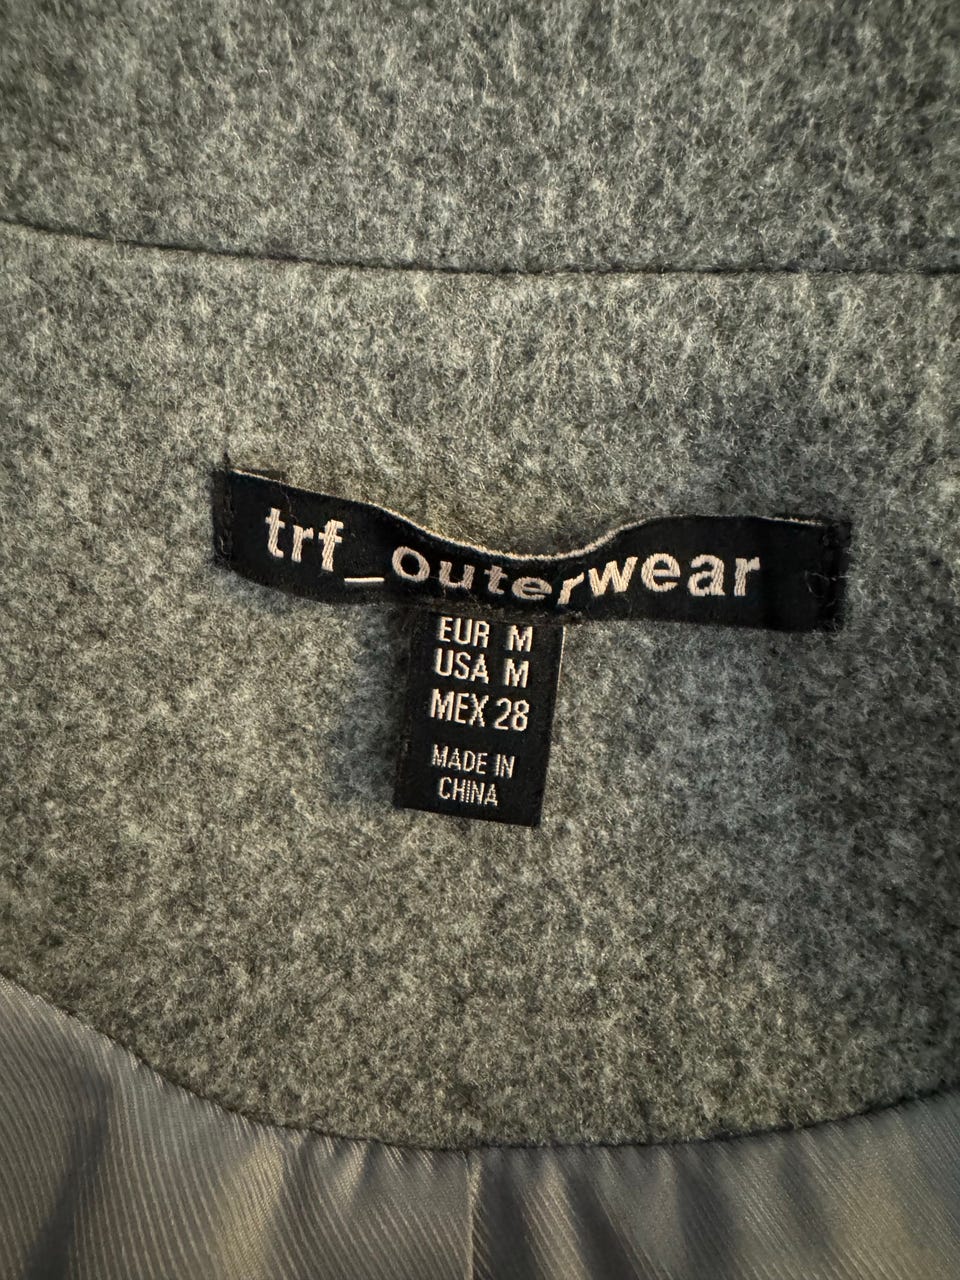 trf_outerwear
EUR M
USA M
MEX 28
MADE IN
CHINA